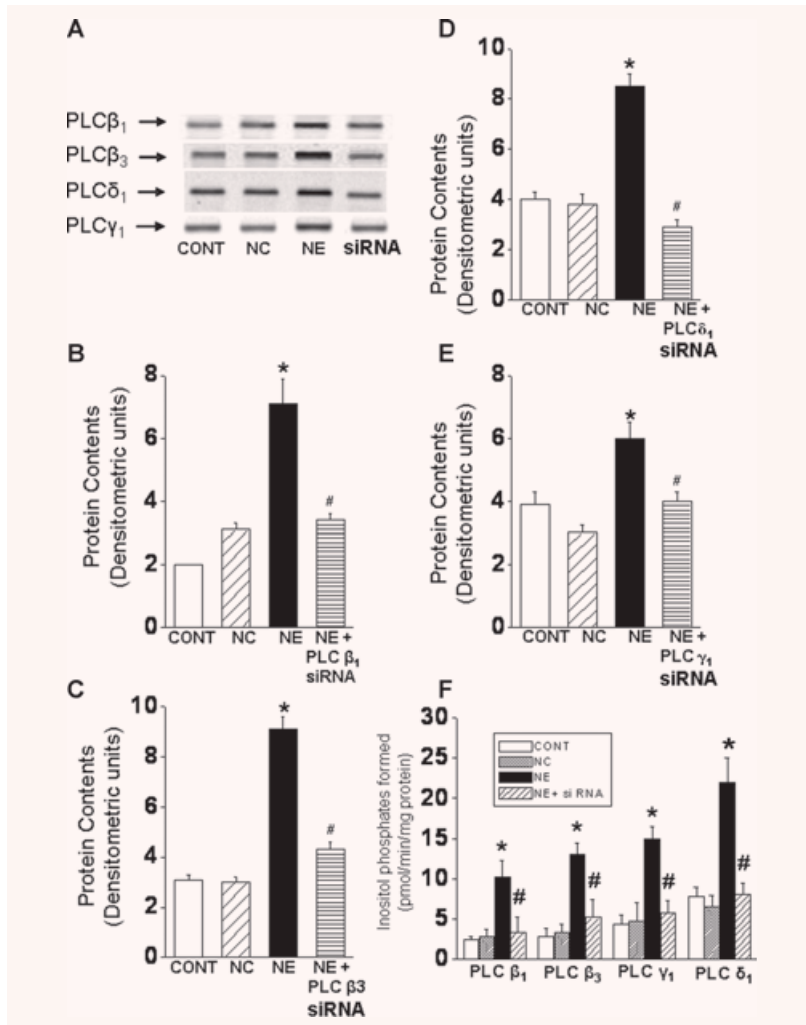 A
PLCβ₁
PLCβ₃
PLCδ₁
PLCγ₁
CONT NC NE siRNA
B
Protein Contents
(Densitometric units)
8
6
4
2
0
*
#
CONT NC NE NE +
PLC β₁
siRNA
C
Protein Contents
(Densitometric units)
10
8
6
4
2
0
*
#
CONT NC NE NE +
PLC β3
siRNA
D
Protein Contents
(Densitometric units)
10
8
6
4
2
0
*
#
CONT NC NE NE +
PLCδ₁
siRNA
E
Protein Contents
(Densitometric units)
8
6
4
2
0
*
#
CONT NC NE NE +
PLC γ₁
siRNA
F
Inositol phosphates formed
(pmol/min/mg protein)
30
25
20
15
10
5
0
CONT
NC
NE
NE+ si RNA
* # * # * # * #
PLC β₁ PLC β₃ PLC γ₁ PLC δ₁